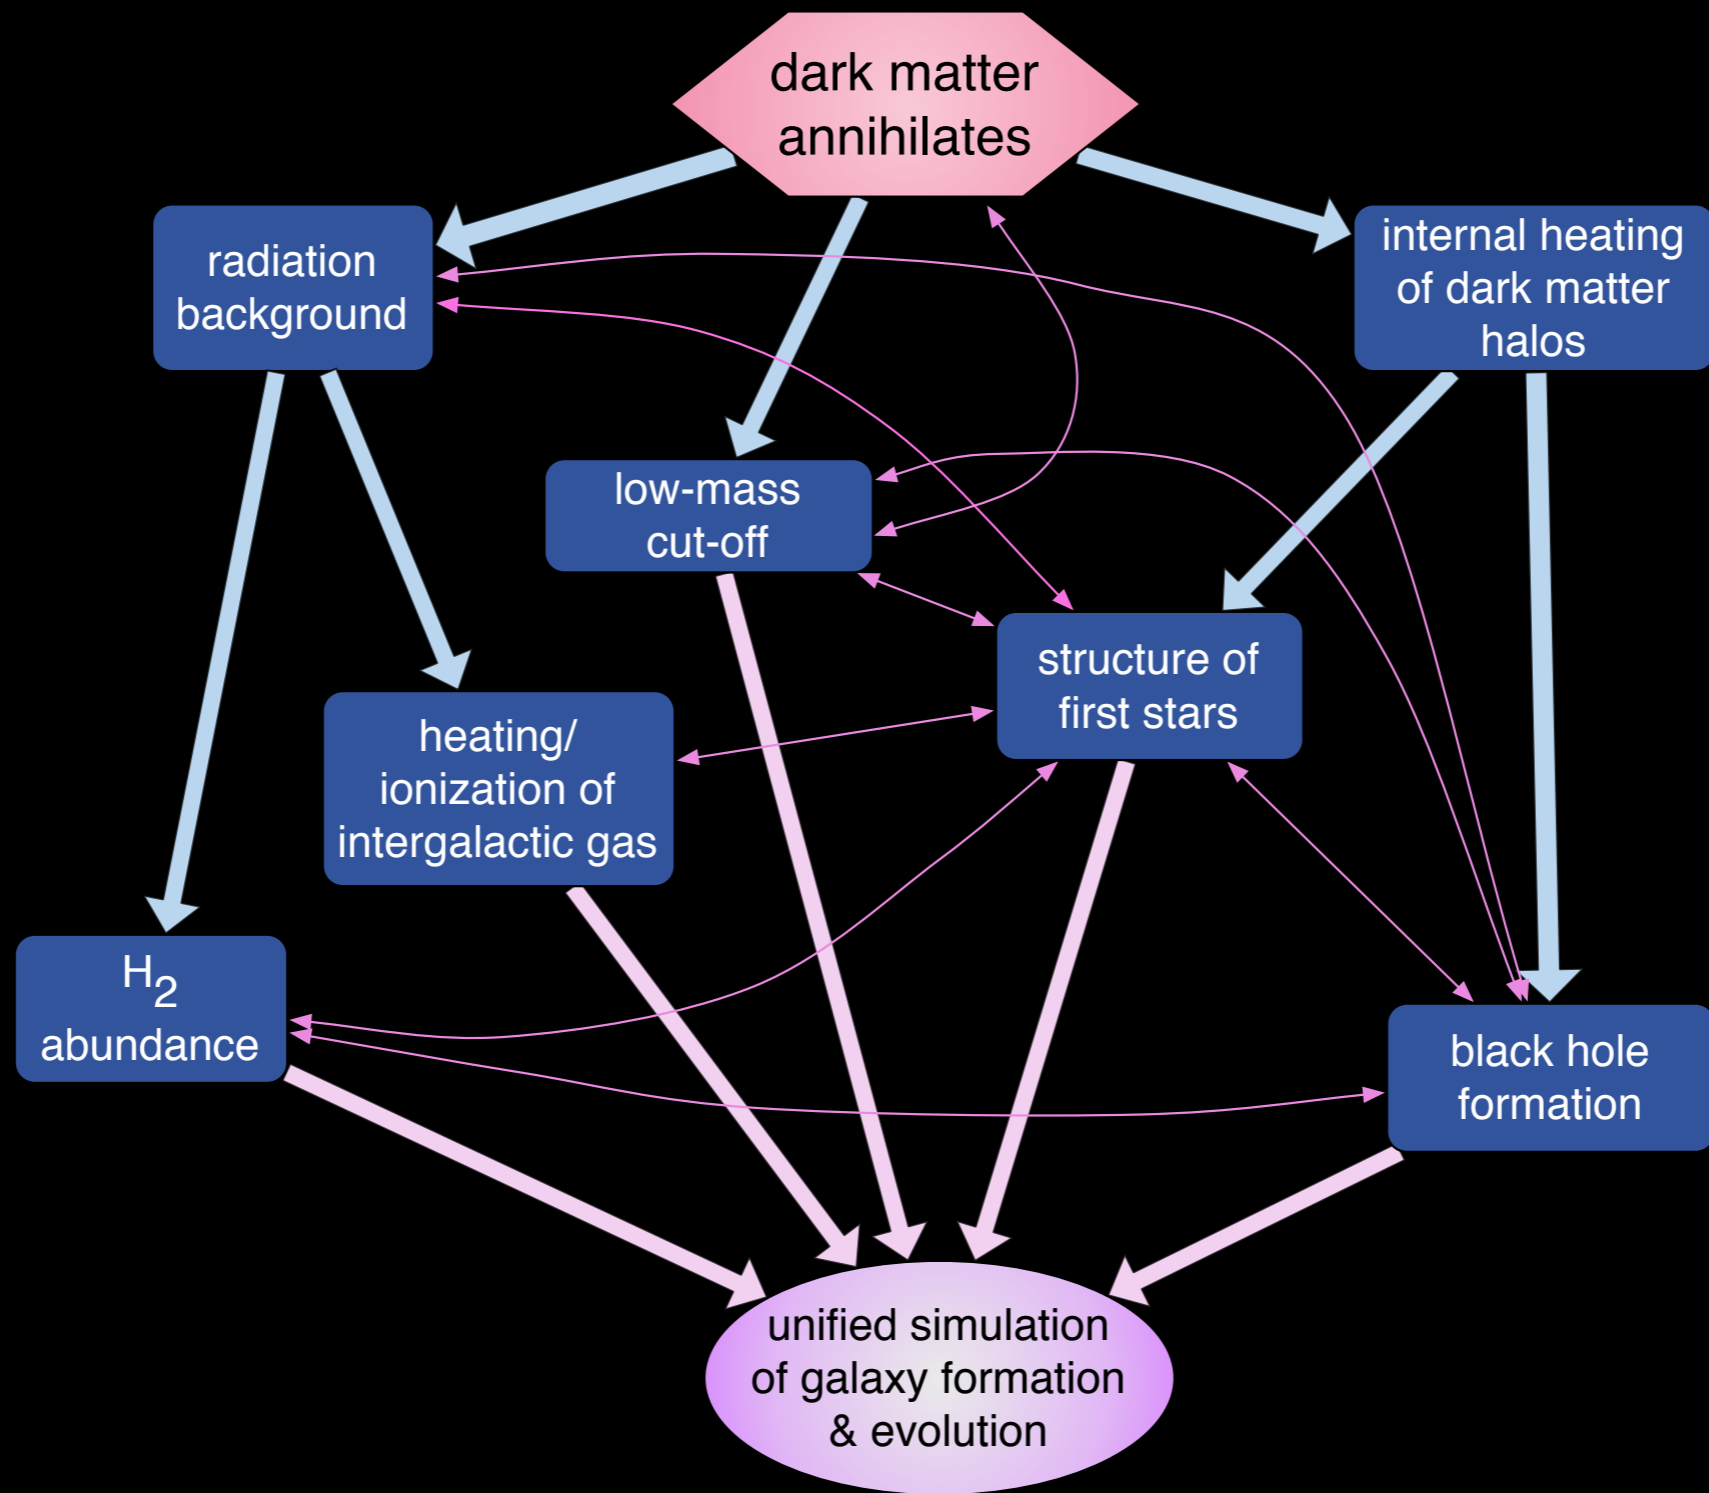 dark matter
annihilates
radiation
background
internal heating
of dark matter
halos
low-mass
cut-off
structure of
first stars
heating/
ionization of
intergalactic gas
H2
abundance
black hole
formation
unified simulation
of galaxy formation
& evolution